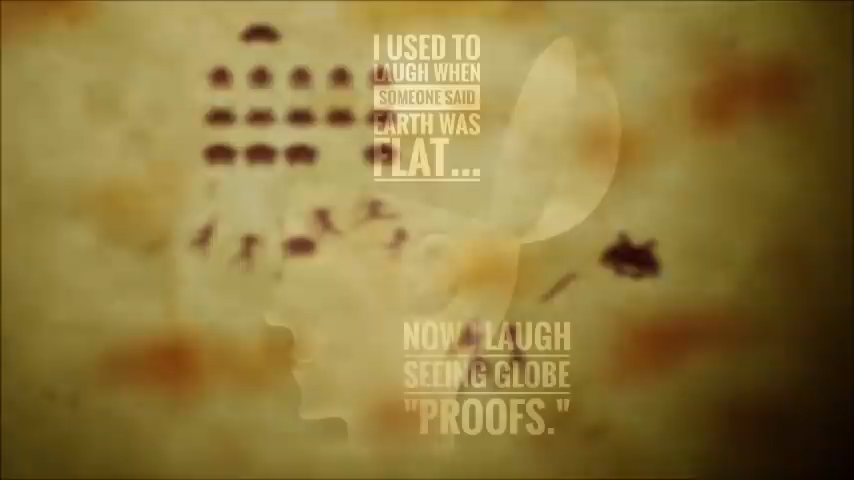 I USED TO
LAUGH WHEN
SOMEONE SAID
EARTH WAS
FLAT...
NOW I LAUGH
SEEING GLOBE
"PROOFS."